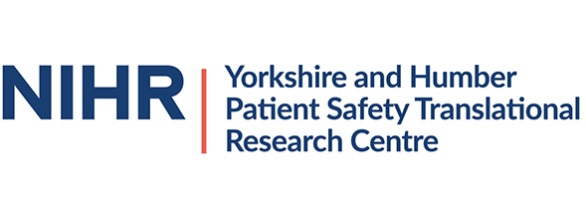 NIHR
Yorkshire and Humber
Patient Safety Translational
Research Centre